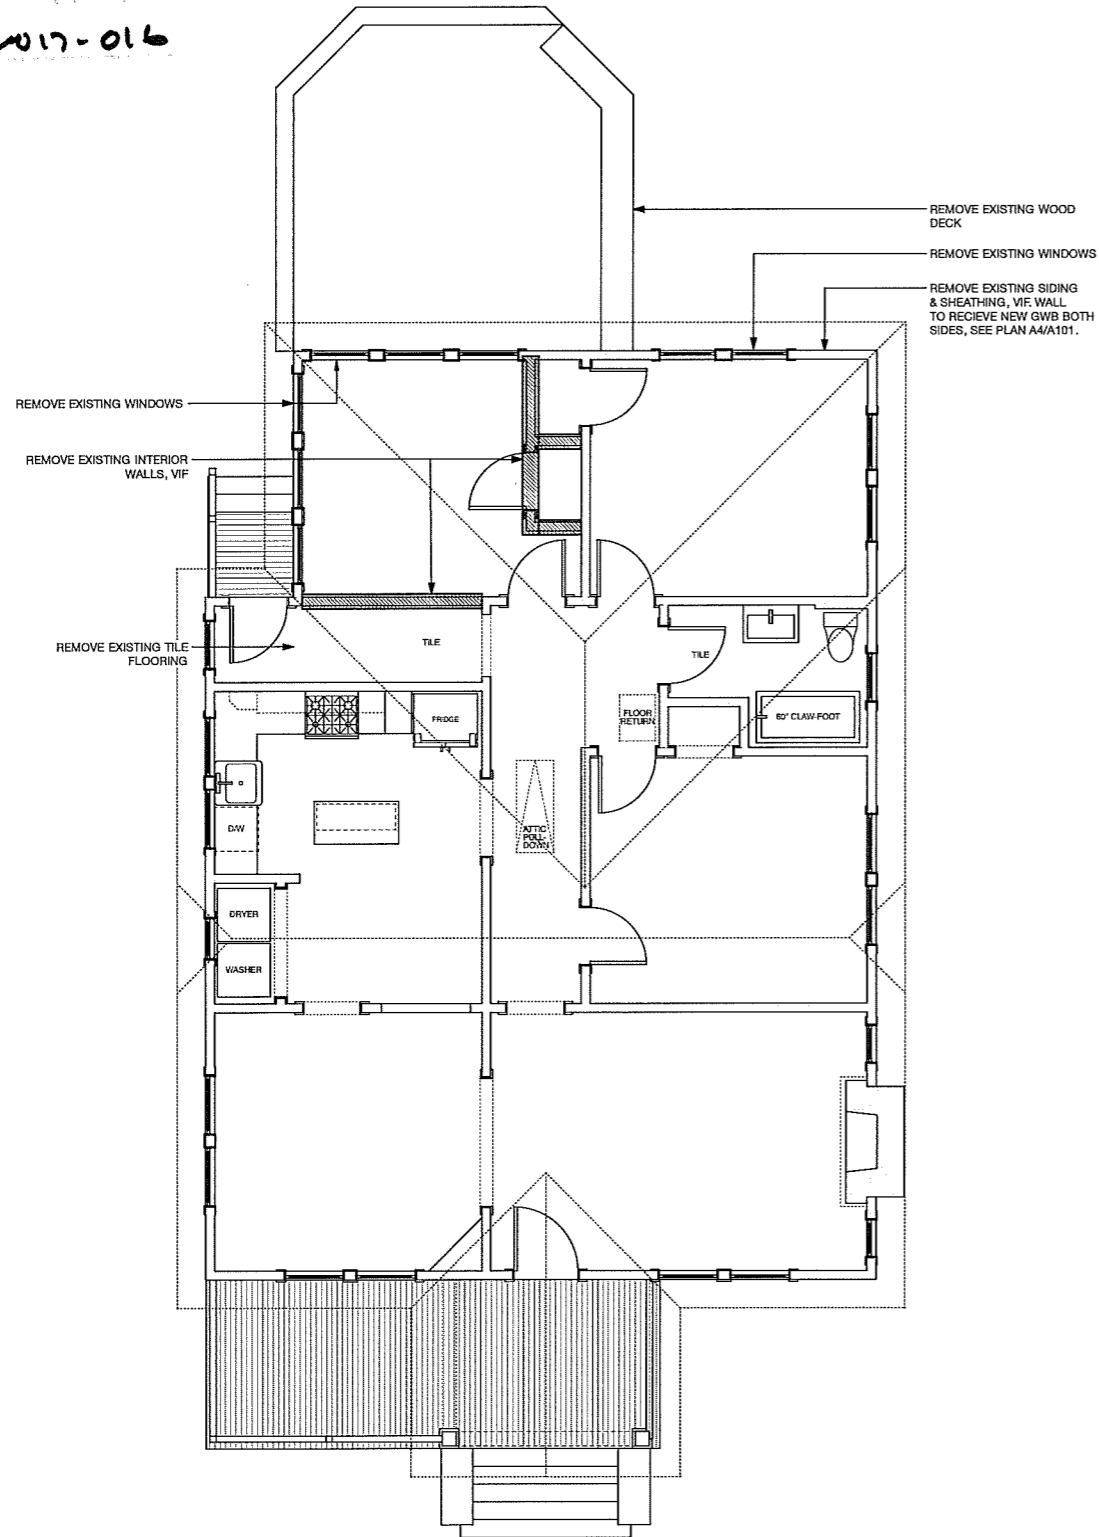 REMOVE EXISTING WOOD
DECK
REMOVE EXISTING WINDOWS
REMOVE EXISTING SIDING
& SHEATHING, VIF. WALL
TO RECIEVE NEW GWB BOTH
SIDES, SEE PLAN A4/A101.
REMOVE EXISTING WINDOWS
REMOVE EXISTING INTERIOR
WALLS, VIF
REMOVE EXISTING TILE
FLOORING
TILE
TILE
FLOOR
RETURN
60" CLAW-FOOT
FRIDGE
D/W
ATTIC
PULL-
DOWN
DRYER
WASHER